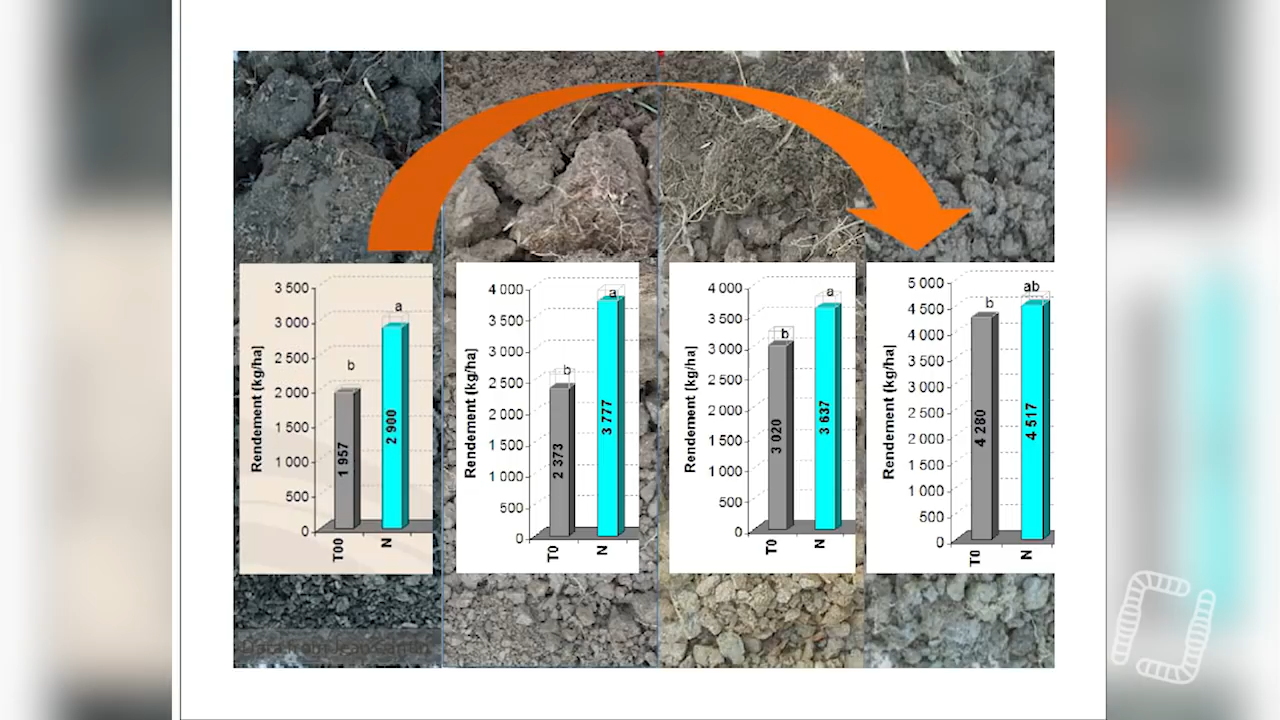 Rendement (kg/ha)
3 500
3 000
2 500
2 000
1 500
1 000
500
0
b
a
1 957
2 900
T00
N
Rendement (kg/ha)
4 000
3 500
3 000
2 500
2 000
1 500
1 000
500
0
b
a
2 373
3 777
T0
N
Rendement (kg/ha)
4 000
3 500
3 000
2 500
2 000
1 500
1 000
500
0
b
a
3 020
3 637
T0
N
Rendement (kg/ha)
5 000
4 500
4 000
3 500
3 000
2 500
2 000
1 500
1 000
500
0
b
ab
4 280
4 517
T0
N
Data from Jean